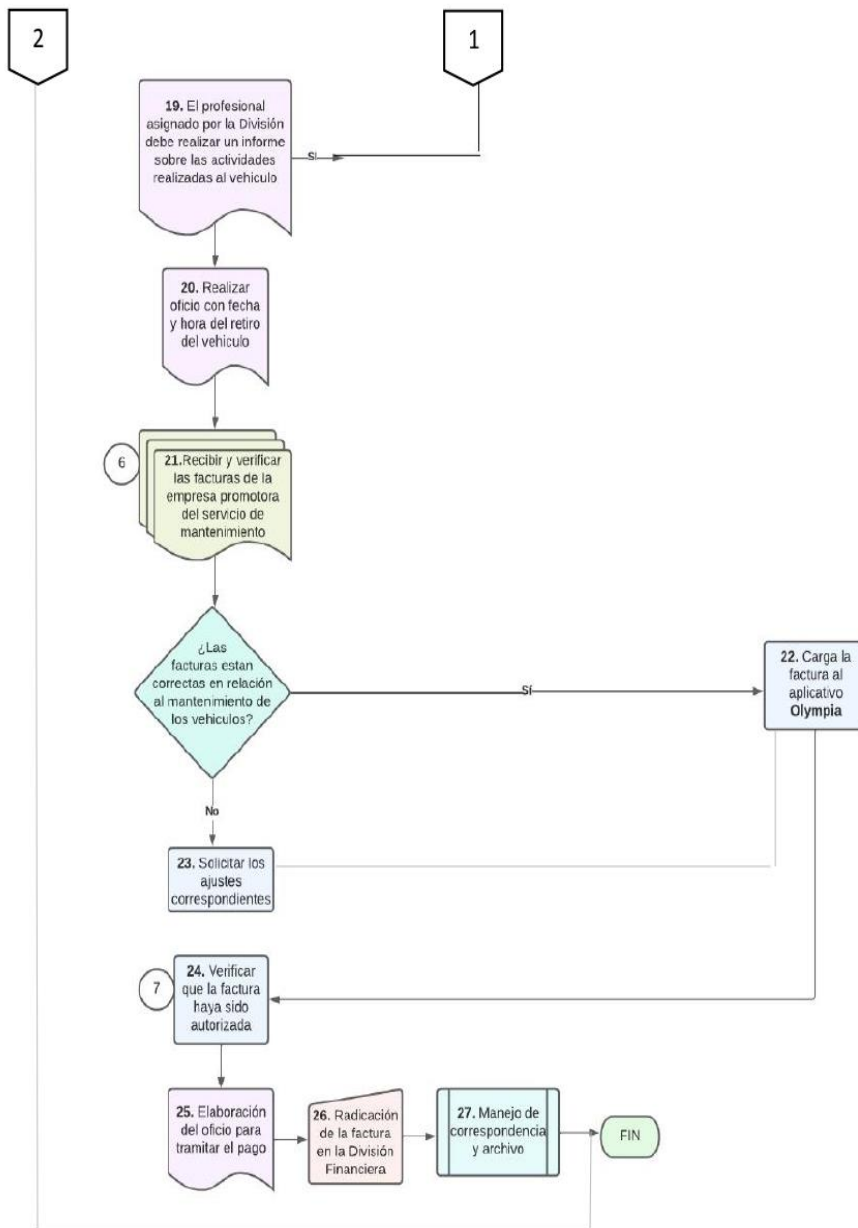 2
1
19. El profesional
asignado por la División
debe realizar un informe
sobre las actividades
realizadas al vehiculo
Sí
20. Realizar
oficio con fecha
y hora del retiro
del vehiculo
6
21.Recibir y verificar
las facturas de la
empresa promotora
del servicio de
mantenimiento
¿Las
facturas estan
correctas en relación
al mantenimiento de
los vehiculos?
Sí
22. Carga la
factura al
aplicativo
Olympia
No
23. Solicitar los
ajustes
correspondientes
7
24. Verificar
que la factura
haya sido
autorizada
25. Elaboración
del oficio para
tramitar el pago
26. Radicación
de la factura
en la División
Financiera
27. Manejo de
correspondencia
y archivo
FIN